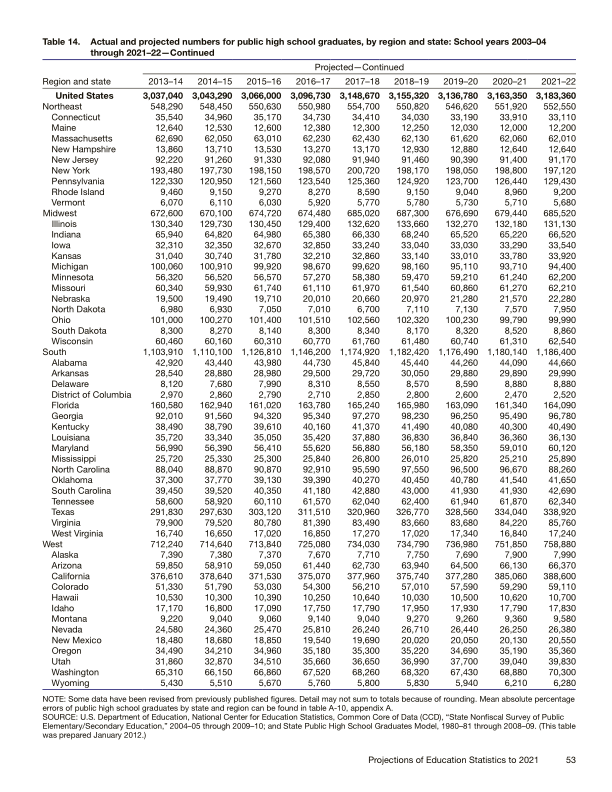 Table 14. Actual and projected numbers for public high school graduates, by region and state: School years 2003–04
through 2021–22—Continued
Projected—Continued
Region and state 2013–14 2014–15 2015–16 2016–17 2017–18 2018–19 2019–20 2020–21 2021–22
United States 3,037,040 3,043,290 3,066,000 3,096,730 3,148,670 3,155,320 3,136,780 3,163,350 3,183,360
Northeast 548,290 548,450 550,630 550,980 554,700 550,820 546,620 551,920 552,550
Connecticut 35,540 34,960 35,170 34,730 34,410 34,030 33,190 33,910 33,110
Maine 12,640 12,530 12,600 12,380 12,300 12,250 12,030 12,000 12,200
Massachusetts 62,690 62,050 63,010 62,230 62,430 62,130 61,620 62,060 62,010
New Hampshire 13,860 13,710 13,530 13,270 13,170 12,930 12,880 12,640 12,640
New Jersey 92,220 91,260 91,330 92,080 91,940 91,460 90,390 91,400 91,170
New York 193,480 197,730 198,150 198,570 200,720 198,170 198,050 198,800 197,120
Pennsylvania 122,330 120,950 121,560 123,540 125,360 124,920 123,700 126,440 129,430
Rhode Island 9,460 9,150 9,270 8,270 8,590 9,150 9,040 8,960 9,200
Vermont 6,070 6,110 6,030 5,920 5,770 5,780 5,730 5,710 5,680
Midwest 672,600 670,100 674,720 674,480 685,020 687,300 676,690 679,440 685,520
Illinois 130,340 129,730 130,450 129,400 132,620 133,660 132,270 182,180 131,130
Indiana 65,940 64,820 64,980 65,380 66,330 68,240 65,520 65,220 66,520
Iowa 32,310 32,350 32,670 32,850 33,240 33,040 33,030 33,290 33,540
Kansas 31,040 30,740 31,780 32,210 32,860 33,140 33,010 33,780 33,920
Michigan 100,060 100,910 99,920 98,670 99,620 98,160 95,110 93,710 94,400
Minnesota 56,320 56,520 56,570 57,270 58,380 59,470 59,210 61,240 62,200
Missouri 60,340 59,930 61,740 61,110 61,970 61,540 60,860 61,270 62,210
Nebraska 19,500 19,490 19,710 20,010 20,660 20,970 21,280 21,570 22,280
North Dakota 6,980 6,930 7,050 7,010 6,700 7,110 7,130 7,570 7,950
Ohio 101,000 100,270 101,400 101,510 102,560 102,320 100,230 99,790 99,990
South Dakota 8,300 8,270 8,140 8,300 8,340 8,170 8,320 8,520 8,860
Wisconsin 60,460 60,160 60,310 60,770 61,760 61,480 60,740 61,310 62,540
South 1,103,910 1,110,100 1,126,810 1,146,200 1,174,920 1,182,420 1,176,490 1,180,140 1,186,400
Alabama 42,920 43,440 43,980 44,730 45,840 45,440 44,260 44,090 44,660
Arkansas 28,540 28,880 28,980 28,500 29,720 30,050 29,880 29,890 29,990
Delaware 8,120 7,680 7,990 8,310 8,550 8,570 8,590 8,880 8,880
District of Columbia 2,970 2,860 2,790 2,710 2,850 2,800 2,600 2,470 2,520
Florida 160,580 162,940 161,020 163,780 165,240 165,980 163,090 161,340 164,090
Georgia 92,010 91,560 94,320 95,340 97,270 98,230 96,250 95,490 96,780
Kentucky 38,490 38,790 39,610 40,160 41,370 41,490 40,080 40,300 40,490
Louisiana 35,720 33,340 35,050 35,420 37,880 36,830 36,840 36,360 36,130
Maryland 56,990 56,390 56,410 55,620 56,880 56,180 58,350 59,010 60,120
Mississippi 25,720 25,330 25,300 25,840 26,800 26,010 25,820 25,210 25,890
North Carolina 88,040 88,870 90,870 92,910 95,590 97,550 96,500 96,670 88,260
Oklahoma 37,300 37,770 39,130 39,390 40,270 40,450 40,780 41,540 41,650
South Carolina 39,450 39,520 40,350 41,180 42,880 43,000 41,930 41,930 42,690
Tennessee 58,600 58,920 60,110 61,570 62,040 62,400 61,940 61,870 62,340
Texas 291,830 297,630 303,120 311,510 320,960 326,770 328,560 334,040 338,920
Virginia 79,900 79,520 80,780 81,390 83,490 83,660 83,680 84,220 85,760
West Virginia 16,740 16,650 17,020 16,850 17,270 17,020 17,340 16,840 17,240
West 712,240 714,640 713,840 725,080 734,030 734,790 736,980 751,850 758,880
Alaska 7,390 7,380 7,370 7,670 7,710 7,750 7,690 7,900 7,990
Arizona 59,850 58,910 59,050 61,440 62,730 63,940 64,500 66,130 66,370
California 376,610 378,640 371,530 375,070 377,960 375,740 377,280 385,060 388,600
Colorado 51,330 51,790 53,030 54,300 56,210 57,010 57,590 59,290 59,110
Hawaii 10,530 10,300 10,390 10,250 10,640 10,030 10,500 10,620 10,700
Idaho 17,170 16,800 17,090 17,750 17,790 17,950 17,930 17,790 17,830
Montana 9,220 9,040 9,060 9,140 9,040 9,270 9,260 9,360 9,580
Nevada 24,580 24,360 25,470 25,810 26,240 26,710 26,440 26,250 26,380
New Mexico 18,480 18,680 18,850 19,540 19,690 20,020 20,050 20,130 20,550
Oregon 34,490 34,210 34,960 35,180 35,300 35,220 34,690 35,190 35,360
Utah 31,860 32,870 34,510 35,660 36,650 36,990 37,700 39,040 39,830
Washington 65,310 66,150 66,860 67,520 68,260 68,320 67,430 68,880 70,300
Wyoming 5,430 5,510 5,670 5,760 5,800 5,830 5,940 6,210 6,280
NOTE: Some data have been revised from previously published figures. Detail may not sum to totals because of rounding. Mean absolute percentage
errors of public high school graduates by state and region can be found in table A-10, appendix A.
SOURCE: U.S. Department of Education, National Center for Education Statistics, Common Core of Data (CCD), “State Nonfiscal Survey of Public
Elementary/Secondary Education,” 2004–05 through 2009–10; and State Public High School Graduates Model, 1980–81 through 2008–09. (This table
was prepared January 2012.)
Projections of Education Statistics to 2021 53